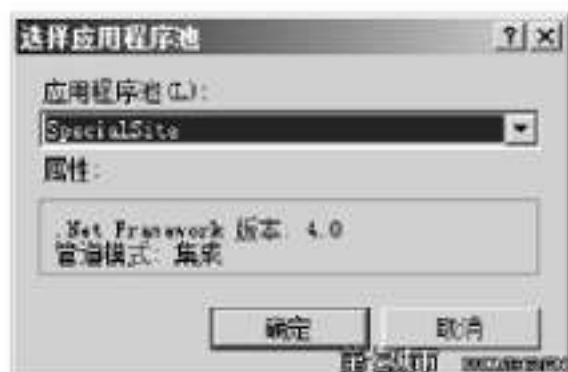 选择应用程序池
应用程序池(L):
SpecialSite
属性:
.Net Framework 版本: 4.0
管道模式: 集成
确定 取消